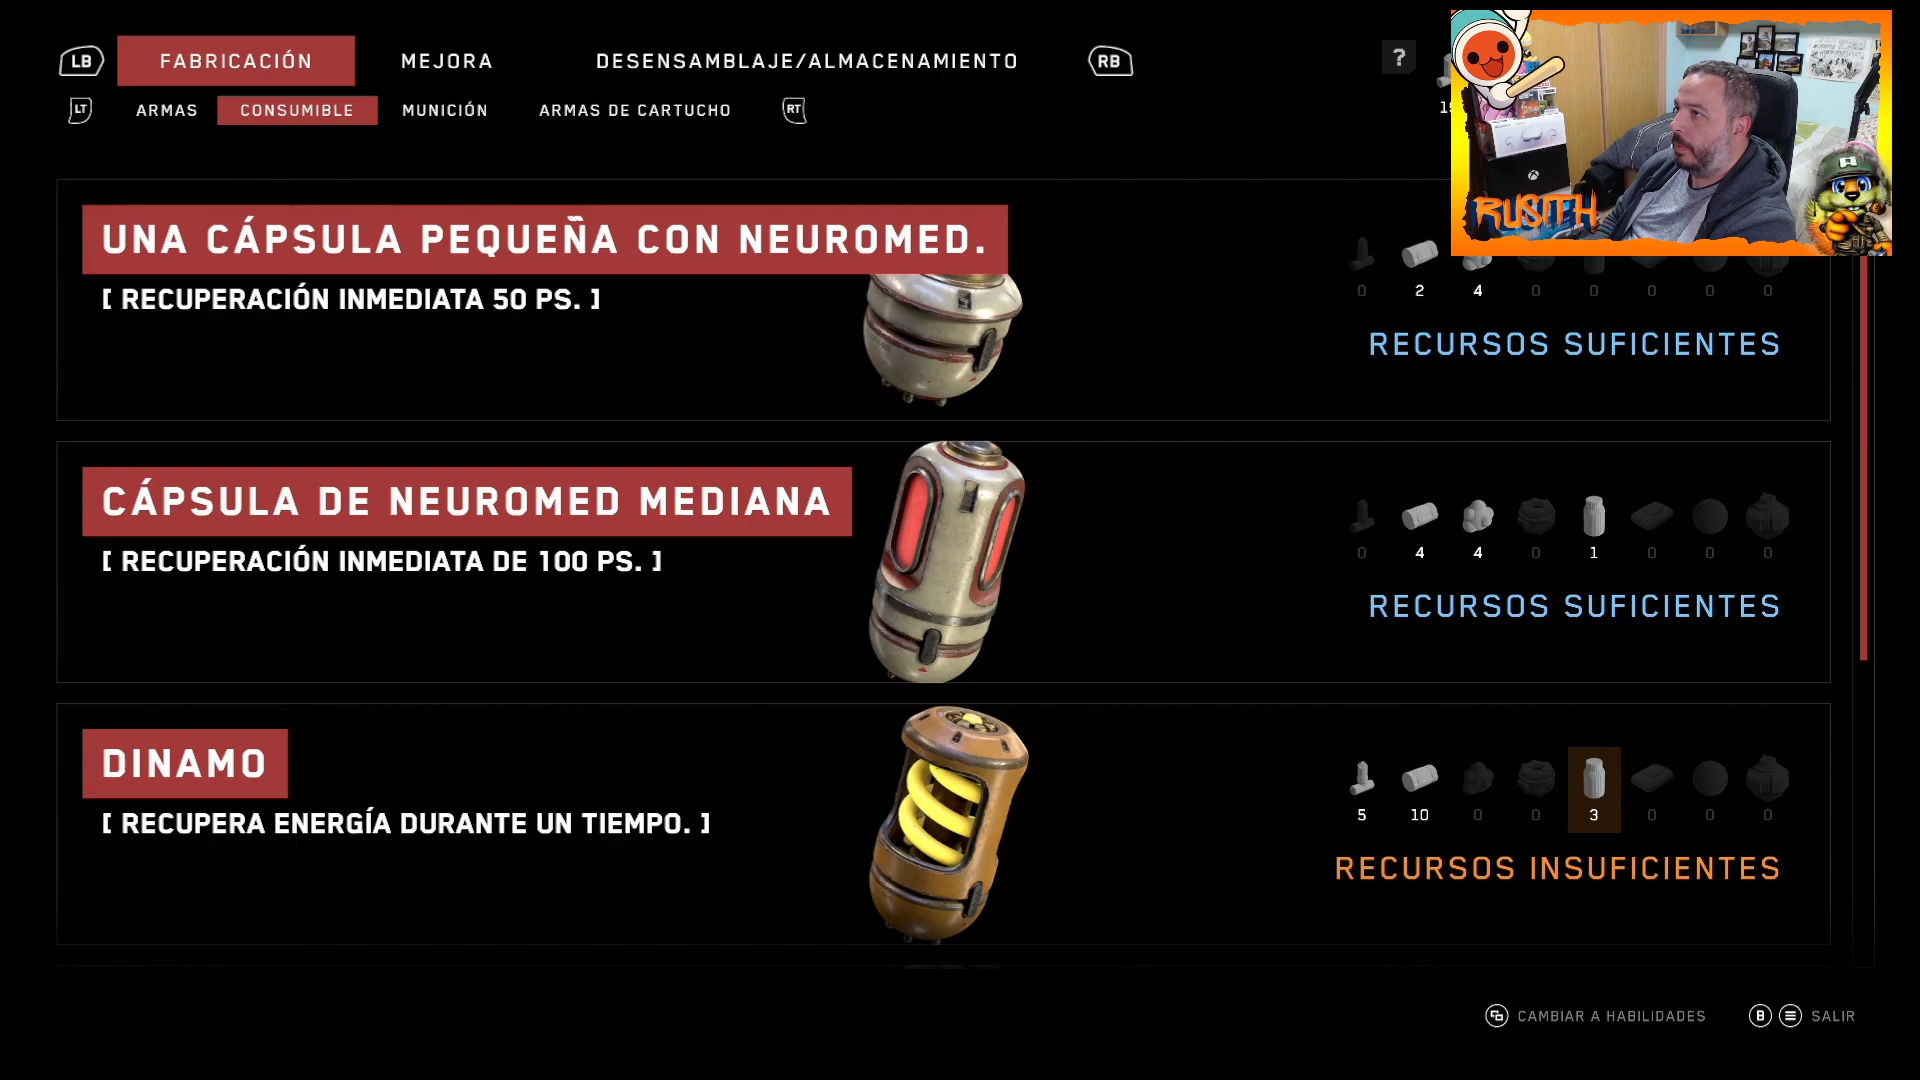 LB FABRICACIÓN MEJORA DESENSAMBLAJE/ALMACENAMIENTO RB ?
LT ARMAS CONSUMIBLE MUNICIÓN ARMAS DE CARTUCHO RT
RUSITH
UNA CÁPSULA PEQUEÑA CON NEUROMED.
[ RECUPERACIÓN INMEDIATA 50 PS. ]
0 2 4 0 0 0 0 0
RECURSOS SUFICIENTES
CÁPSULA DE NEUROMED MEDIANA
[ RECUPERACIÓN INMEDIATA DE 100 PS. ]
0 4 4 0 1 0 0 0
RECURSOS SUFICIENTES
DINAMO
[ RECUPERA ENERGÍA DURANTE UN TIEMPO. ]
5 10 0 0 3 0 0 0
RECURSOS INSUFICIENTES
CAMBIAR A HABILIDADES B SALIR